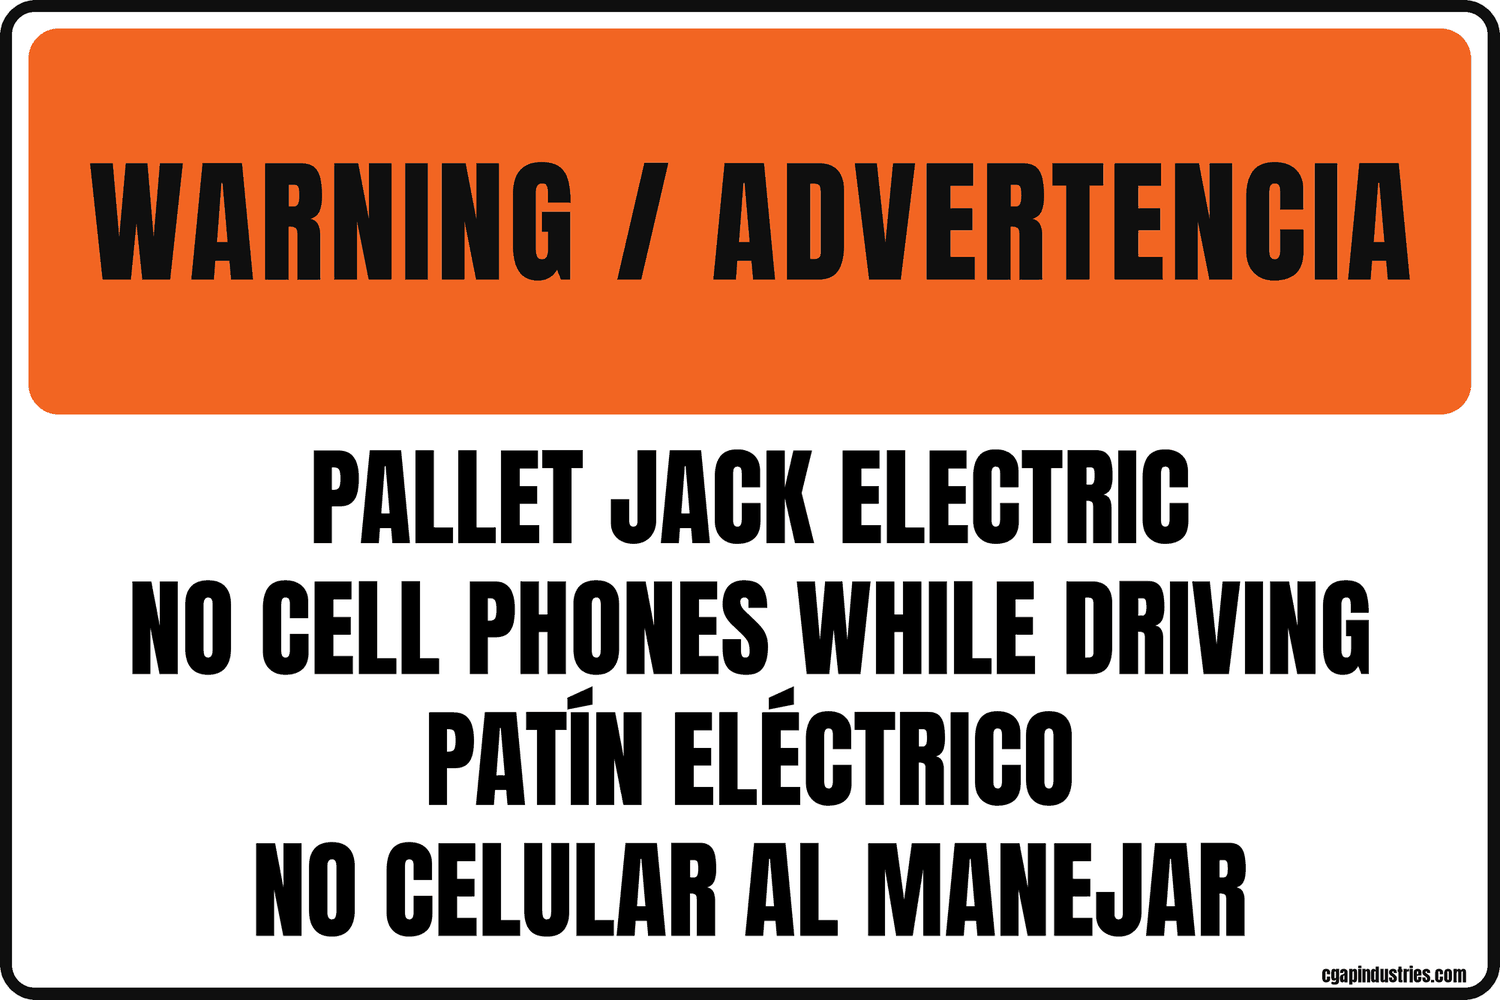 WARNING / ADVERTENCIA
PALLET JACK ELECTRIC
NO CELL PHONES WHILE DRIVING
PATÍN ELÉCTRICO
NO CELULAR AL MANEJAR
cgapindustries.com